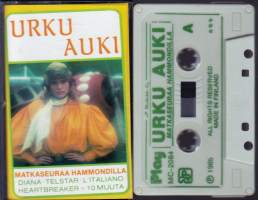 URKU
AUKI
MATKASEURAA HAMMONDILLA
DIANA · TELSTAR · L'ITALIANO
HEARTBREAKER · 10 MUUTA
Play
MC-2084
URKU AUKI
MATKASEURAA HAMMONDILLA
A
ALL RIGHTS RESERVED
MADE IN FINLAND